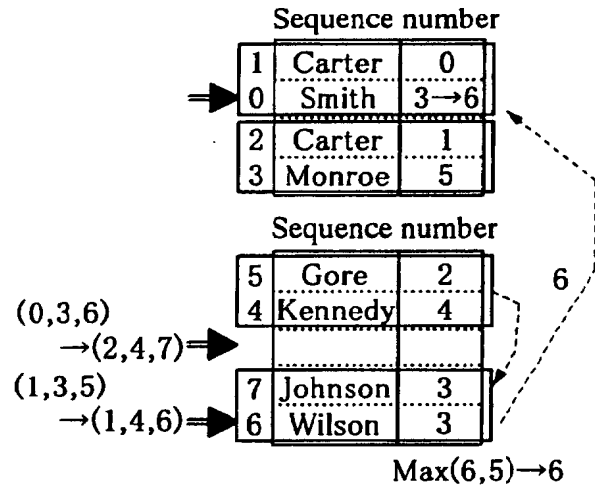 Sequence number
1 Carter 0
0 Smith 3→6
2 Carter 1
3 Monroe 5
Sequence number
5 Gore 2
4 Kennedy 4
6
(0,3,6)
→(2,4,7)
(1,3,5)
7 Johnson 3
→(1,4,6) 6 Wilson 3
Max(6,5)→6